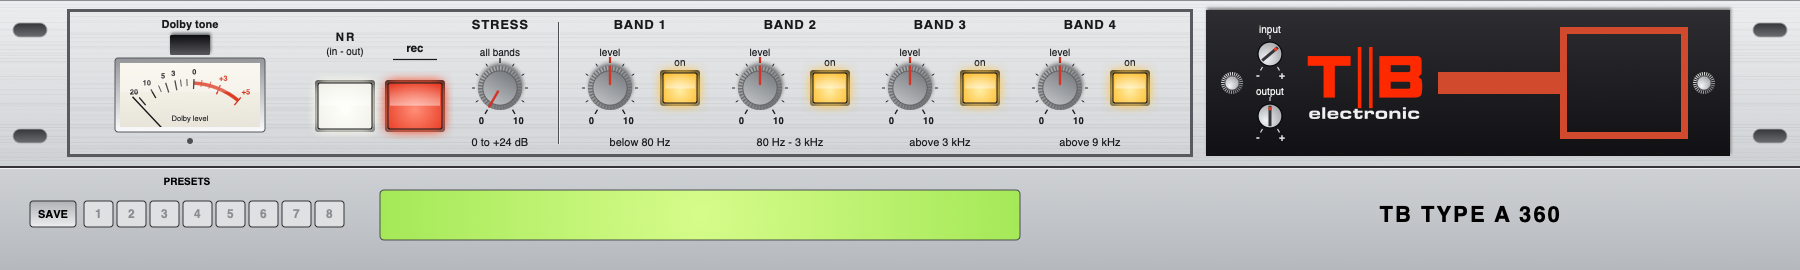 Dolby tone
20 10 5 3 0 +3 +5
Dolby level
NR
(in - out)
rec
STRESS
all bands
0 10
0 to +24 dB
BAND 1
level
on
0 10
below 80 Hz
BAND 2
level
on
0 10
80 Hz - 3 kHz
BAND 3
level
on
0 10
above 3 kHz
BAND 4
level
on
0 10
above 9 kHz
input
- +
output
- +
TB
electronic
PRESETS
SAVE 1 2 3 4 5 6 7 8
TB TYPE A 360